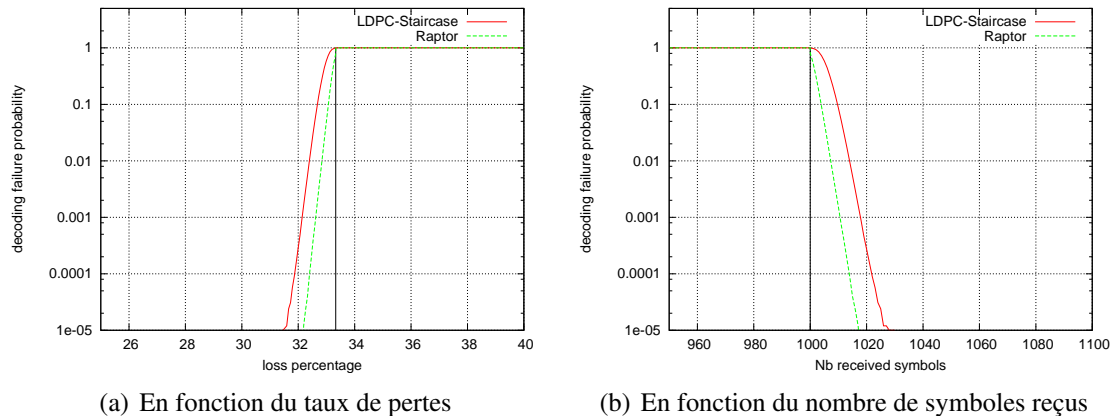 LDPC-Staircase
Raptor
1
0.1
0.01
0.001
0.0001
1e-05
decoding failure probability
26 28 30 32 34 36 38 40
loss percentage
(a) En fonction du taux de pertes
LDPC-Staircase
Raptor
1
0.1
0.01
0.001
0.0001
1e-05
decoding failure probability
960 980 1000 1020 1040 1060 1080 1100
Nb received symbols
(b) En fonction du nombre de symboles reçus